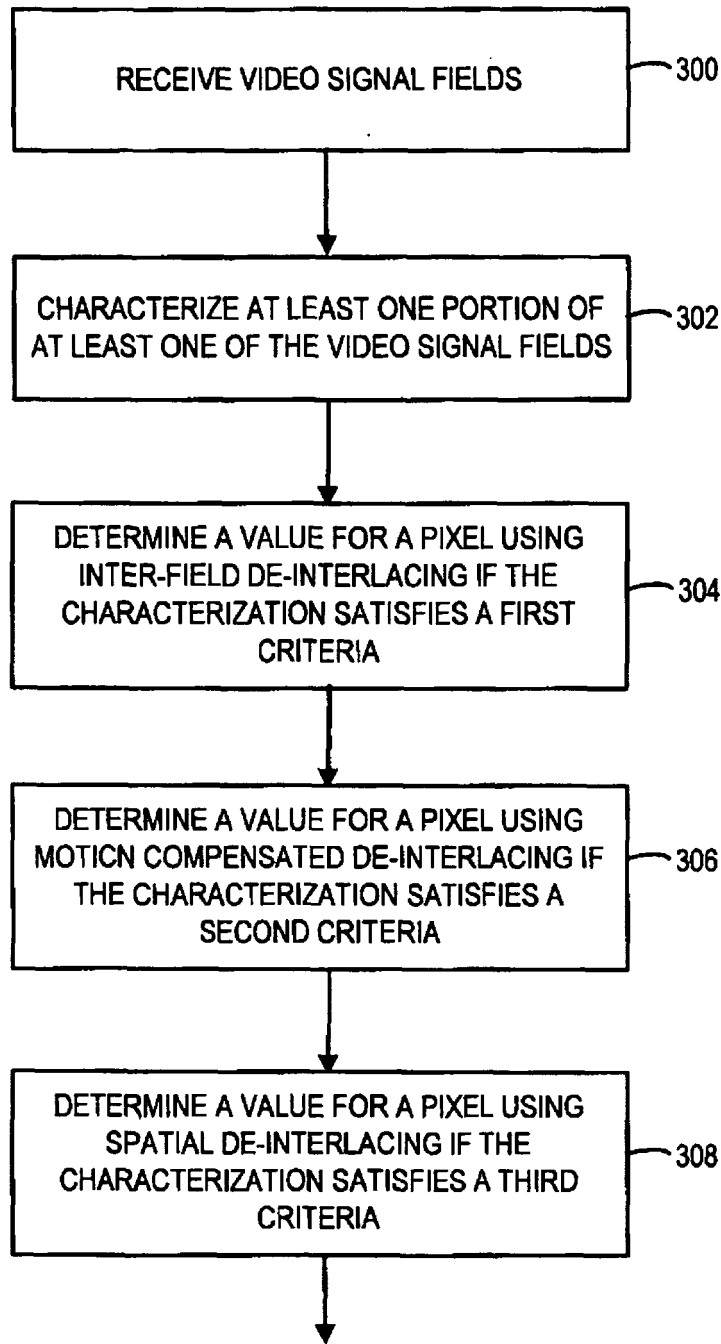 RECEIVE VIDEO SIGNAL FIELDS
300
CHARACTERIZE AT LEAST ONE PORTION OF
AT LEAST ONE OF THE VIDEO SIGNAL FIELDS
302
DETERMINE A VALUE FOR A PIXEL USING
INTER-FIELD DE-INTERLACING IF THE
CHARACTERIZATION SATISFIES A FIRST
CRITERIA
304
DETERMINE A VALUE FOR A PIXEL USING
MOTICN COMPENSATED DE-INTERLACING IF
THE CHARACTERIZATION SATISFIES A
SECOND CRITERIA
306
DETERMINE A VALUE FOR A PIXEL USING
SPATIAL DE-INTERLACING IF THE
CHARACTERIZATION SATISFIES A THIRD
CRITERIA
308